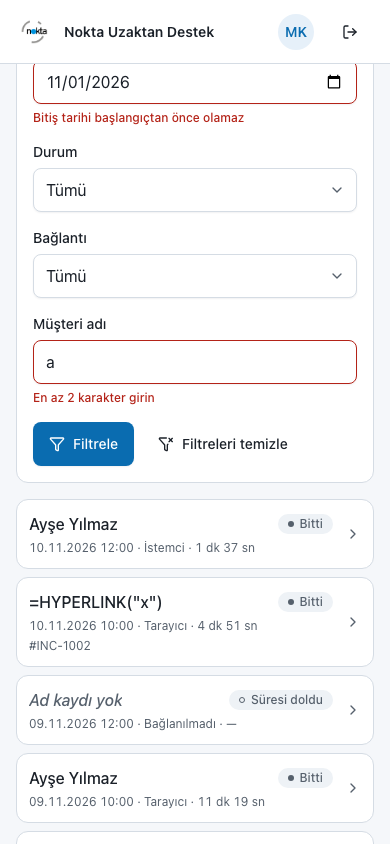 nokta
Nokta Uzaktan Destek
MK
11/01/2026
Bitiş tarihi başlangıçtan önce olamaz
Durum
Tümü
Bağlantı
Tümü
Müşteri adı
a
En az 2 karakter girin
Filtrele
Filtreleri temizle
Ayşe Yılmaz
Bitti
10.11.2026 12:00 · İstemci · 1 dk 37 sn
=HYPERLINK("x")
Bitti
10.11.2026 10:00 · Tarayıcı · 4 dk 51 sn
#INC-1002
Ad kaydı yok
Süresi doldu
09.11.2026 12:00 · Bağlanılmadı · —
Ayşe Yılmaz
Bitti
09.11.2026 10:00 · Tarayıcı · 11 dk 19 sn